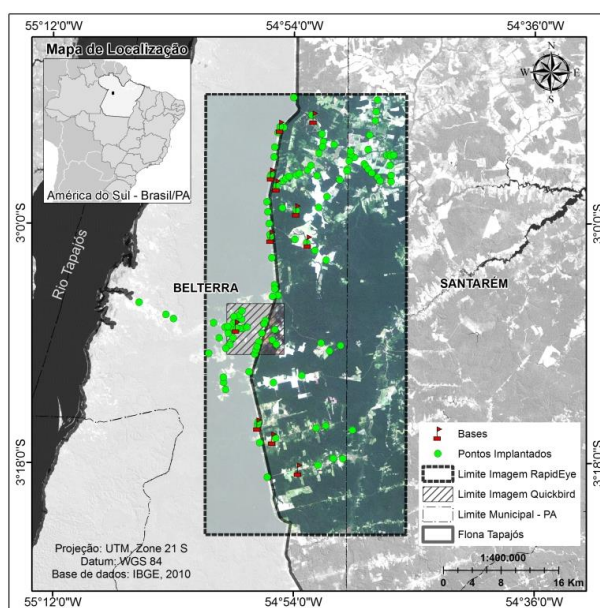 55°12'0"W
54°54'0"W
54°36'0"W
Mapa de Localização
América do Sul - Brasil/PA
N
W
E
S
3°0'0"S
3°0'0"S
Rio Tapajós
BELTERRA
SANTARÉM
3°18'0"S
3°18'0"S
Bases
Pontos Implantados
Limite Imagem RapidEye
Limite Imagem Quickbird
Limite Municipal - PA
Flona Tapajós
Projeção: UTM, Zone 21 S
Datum: WGS 84
Base de dados: IBGE, 2010
1:400.000
0 4 8 16 Km
55°12'0"W
54°54'0"W
54°36'0"W